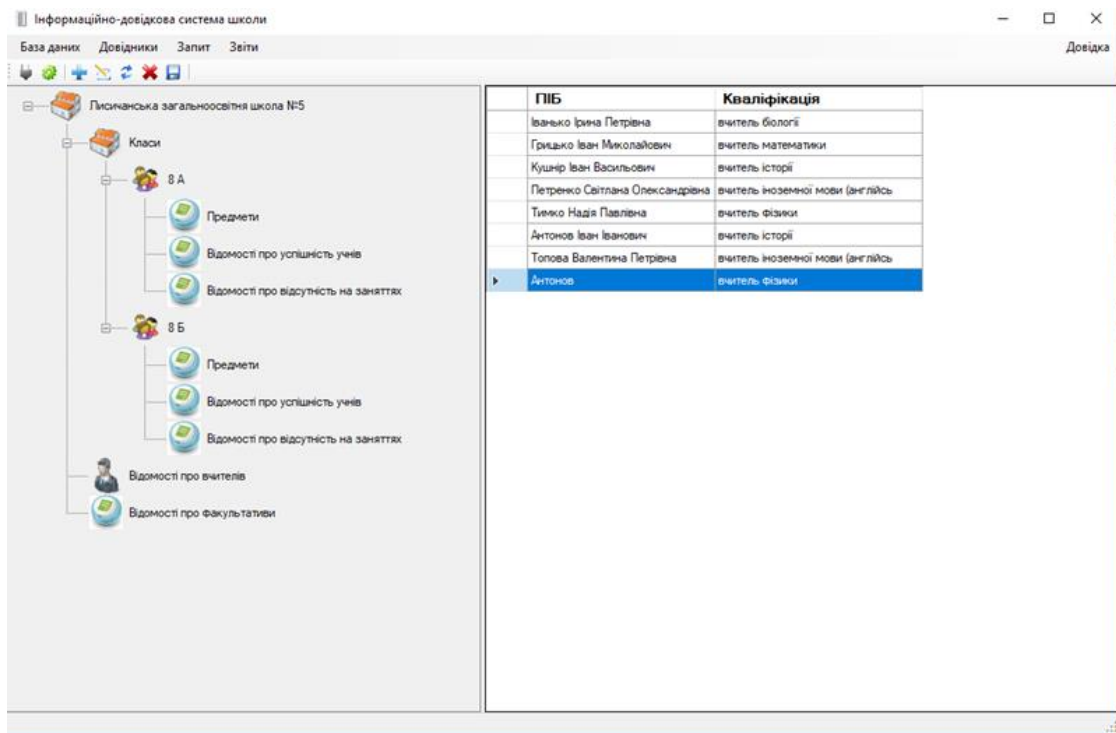 Інформаційно-довідкова система школи
База даних Довідники Запит Звіти Довідка
Лисичанська загальноосвітня школа №5
Класи
8 А
Предмети
Відомості про успішність учнів
Відомості про відсутність на заняттях
8 Б
Предмети
Відомості про успішність учнів
Відомості про відсутність на заняттях
Відомості про вчителів
Відомості про факультативи
ПІБ Кваліфікація
Іванько Ірина Петрівна вчитель біології
Грицько Іван Миколайович вчитель математики
Кушнір Іван Васильович вчитель історії
Петренко Світлана Олександрівна вчитель іноземної мови (англійсь
Тимко Надія Павлівна вчитель фізики
Антонов Іван Іванович вчитель історії
Топова Валентина Петрівна вчитель іноземної мови (англійсь
Антонов вчитель фізики